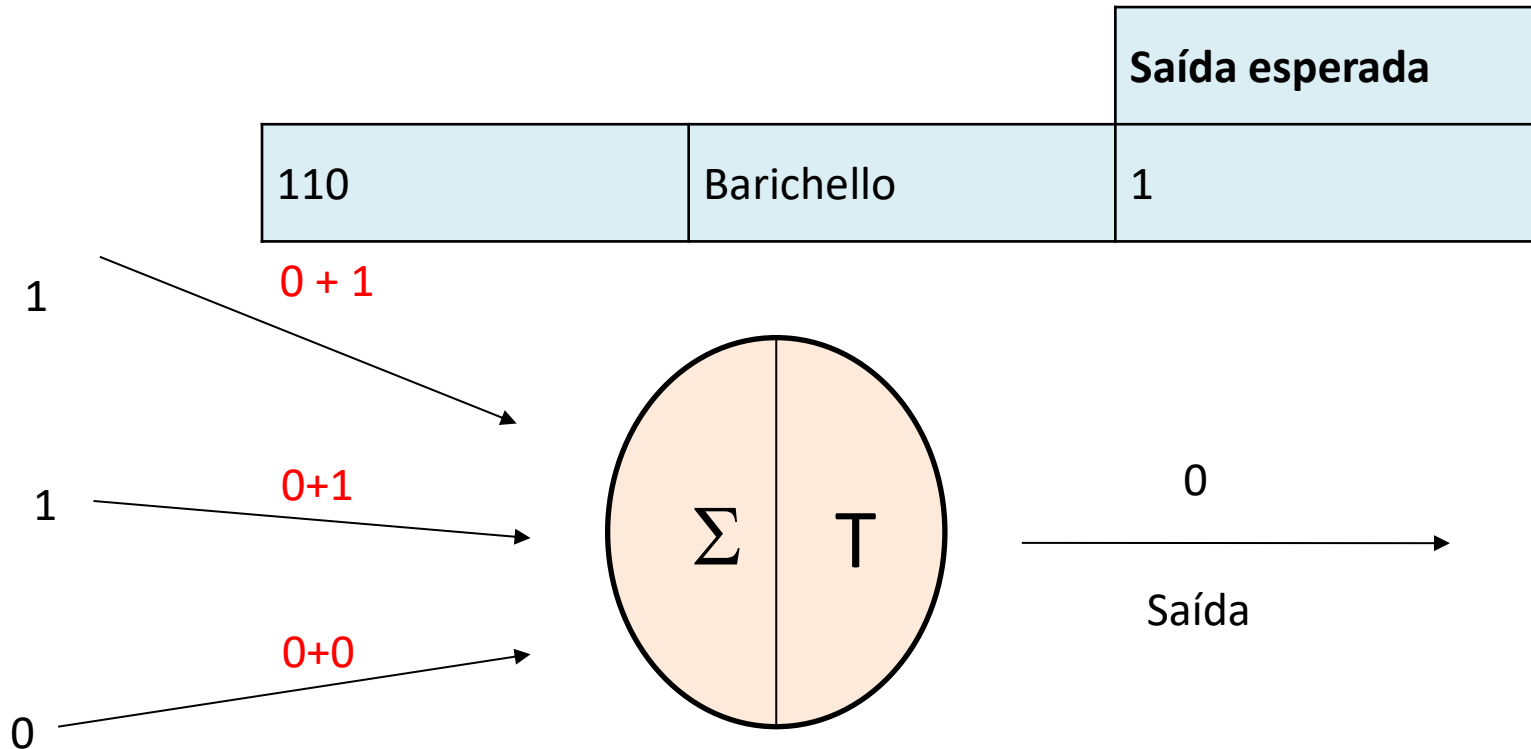 Saída esperada
110 Barichello 1
1
0 + 1
1
0+1
Σ T
0
Saída
0+0
0